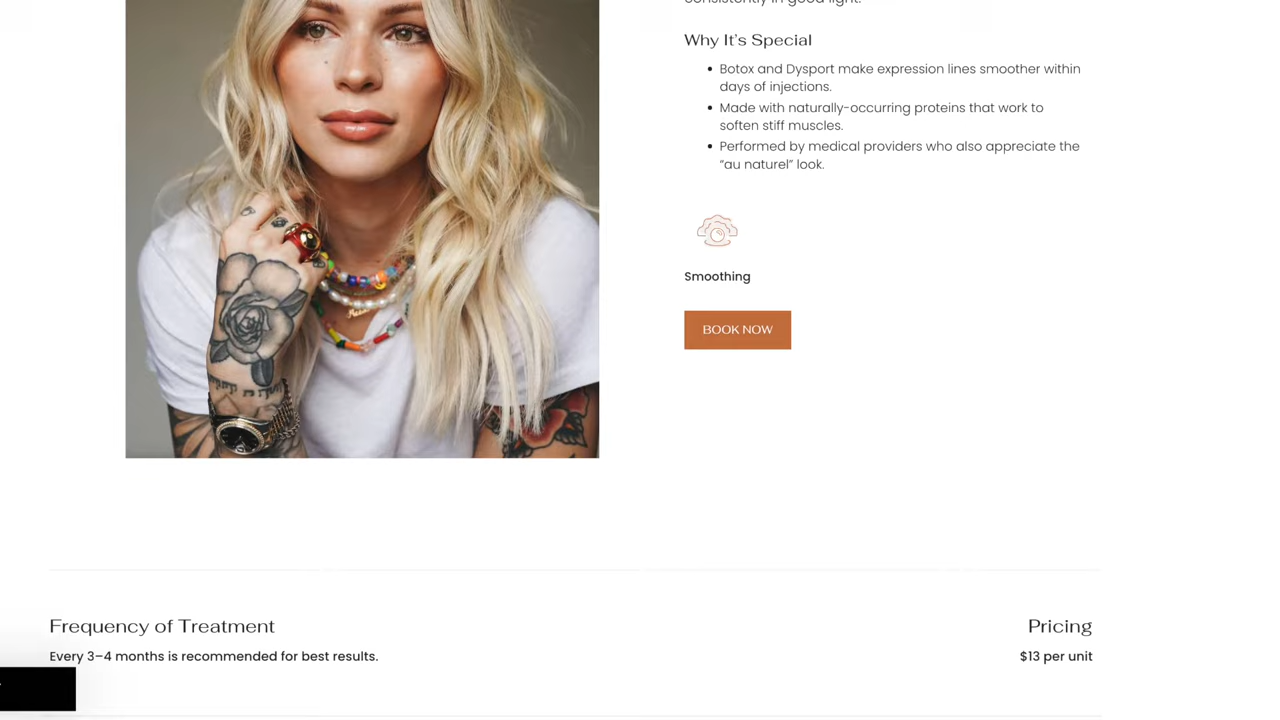 Why It's Special
• Botox and Dysport make expression lines smoother within
days of injections.
• Made with naturally-occurring proteins that work to
soften stiff muscles.
• Performed by medical providers who also appreciate the
“au naturel” look.
Smoothing
BOOK NOW
Frequency of Treatment
Every 3–4 months is recommended for best results.
Pricing
$13 per unit